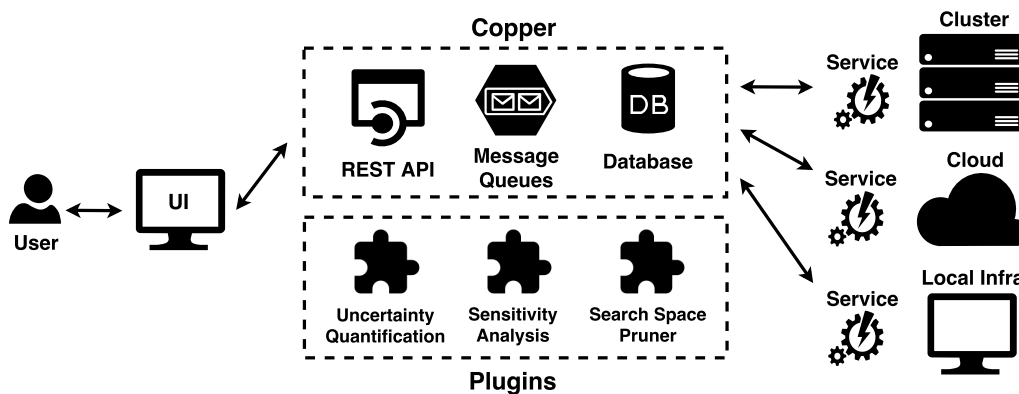 Copper
REST API
Message
Queues
DB
Database
User
UI
Uncertainty
Quantification
Sensitivity
Analysis
Search Space
Pruner
Plugins
Service
Cluster
Service
Cloud
Service
Local Infra